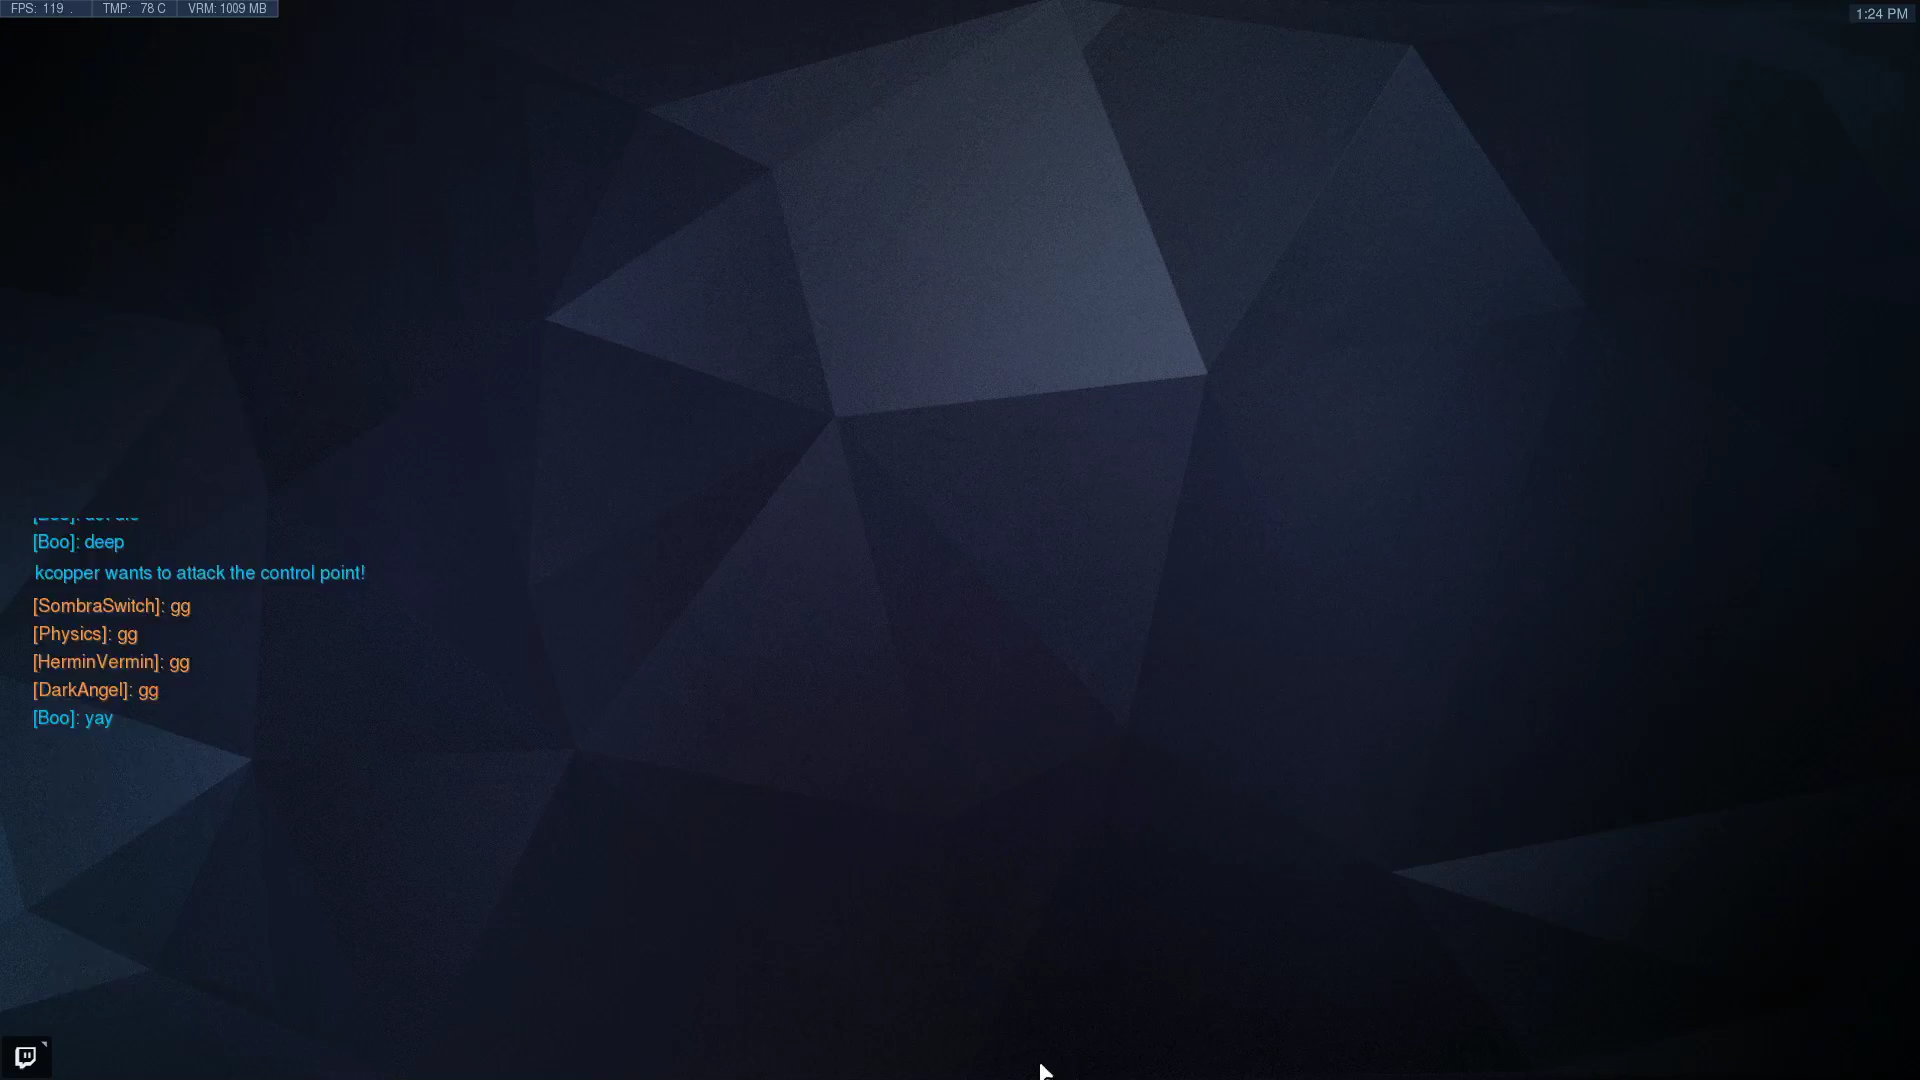 FPS: 119 . TMP: 78 C VRM: 1009 MB
1:24 PM
[Boo]: deep
kcopper wants to attack the control point!
[SombraSwitch]: gg
[Physics]: gg
[HerminVermin]: gg
[DarkAngel]: gg
[Boo]: yay